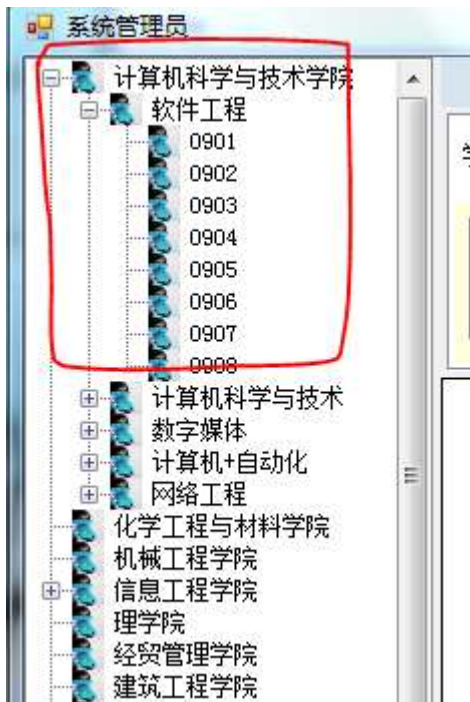 系统管理员
计算机科学与技术学院
软件工程
0901
0902
0903
0904
0905
0906
0907
0908
计算机科学与技术
数字媒体
计算机+自动化
网络工程
化学工程与材料学院
机械工程学院
信息工程学院
理学院
经贸管理学院
建筑工程学院